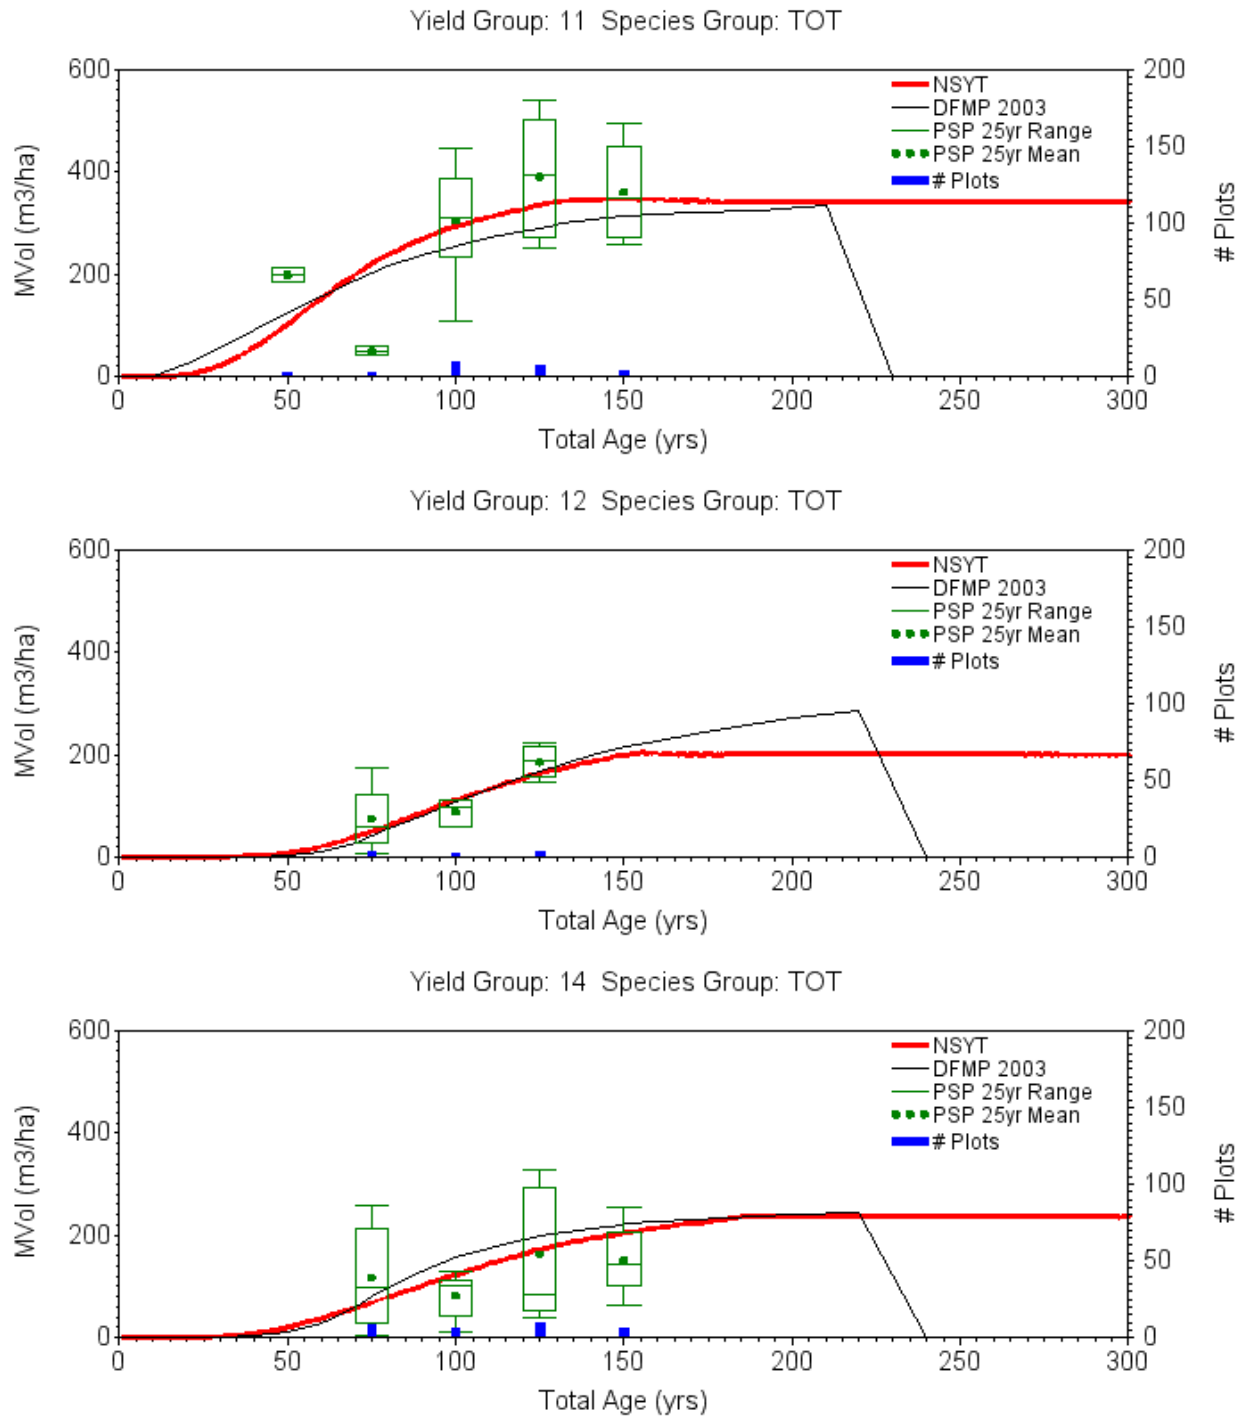 Yield Group: 11 Species Group: TOT
600
400
200
0
MVol (m3/ha)
NSYT
DFMP 2003
PSP 25yr Range
PSP 25yr Mean
# Plots
200
150
100
50
0
# Plots
0 50 100 150 200 250 300
Total Age (yrs)
Yield Group: 12 Species Group: TOT
600
400
200
0
MVol (m3/ha)
NSYT
DFMP 2003
PSP 25yr Range
PSP 25yr Mean
# Plots
200
150
100
50
0
# Plots
0 50 100 150 200 250 300
Total Age (yrs)
Yield Group: 14 Species Group: TOT
600
400
200
0
MVol (m3/ha)
NSYT
DFMP 2003
PSP 25yr Range
PSP 25yr Mean
# Plots
200
150
100
50
0
# Plots
0 50 100 150 200 250 300
Total Age (yrs)